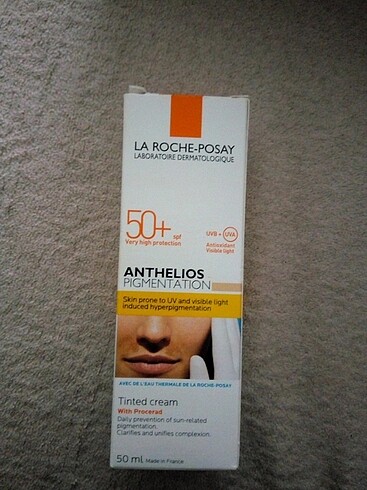 LA ROCHE-POSAY
LABORATOIRE DERMATOLOGIQUE
50+ spf
Very high protection
UVB + UVA
Antioxidant
Visible light
ANTHELIOS
PIGMENTATION
Skin prone to UV and visible light
induced hyperpigmentation
AVEC DE L'EAU THERMALE DE LA ROCHE-POSAY
Tinted cream
With Procerad
Daily prevention of sun-related
pigmentation.
Clarifies and unifies complexion.
50 ml Made in France